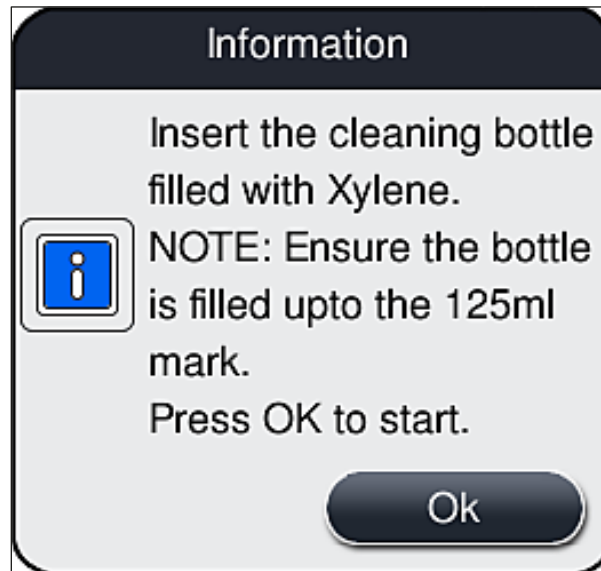 Information
Insert the cleaning bottle
filled with Xylene.
NOTE: Ensure the bottle
is filled upto the 125ml
mark.
Press OK to start.
Ok